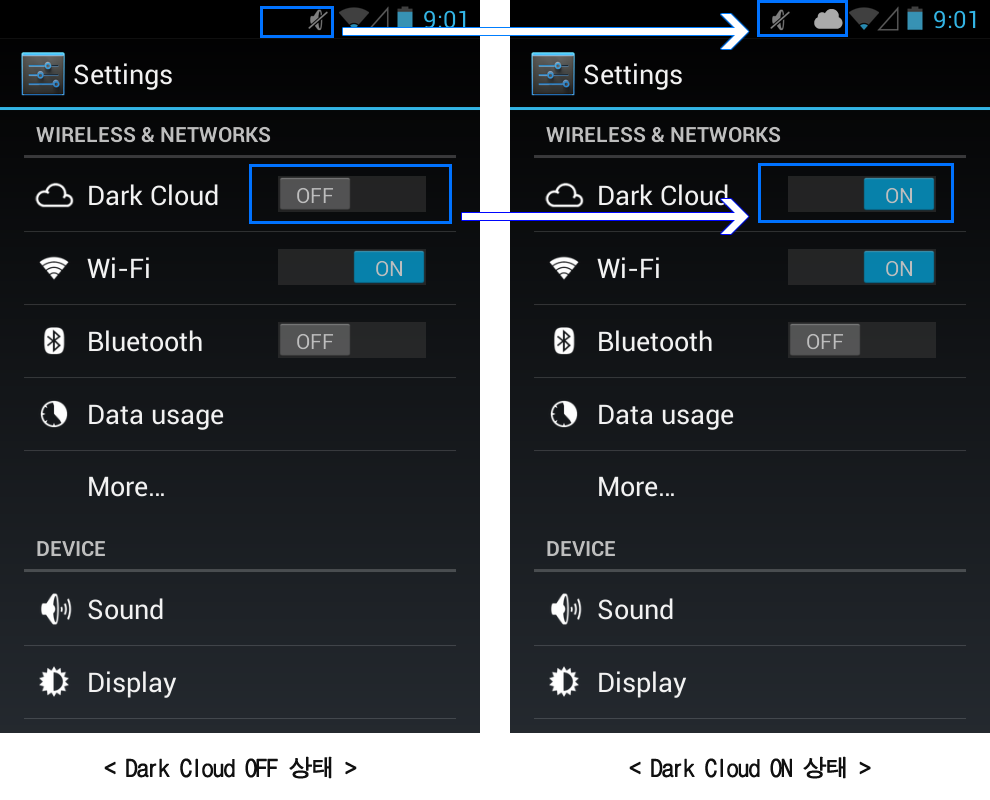 9:01
Settings
WIRELESS & NETWORKS
Dark Cloud OFF
Wi-Fi ON
Bluetooth OFF
Data usage
More...
DEVICE
Sound
Display
< Dark Cloud OFF 상태 >
9:01
Settings
WIRELESS & NETWORKS
Dark Cloud ON
Wi-Fi ON
Bluetooth OFF
Data usage
More...
DEVICE
Sound
Display
< Dark Cloud ON 상태 >